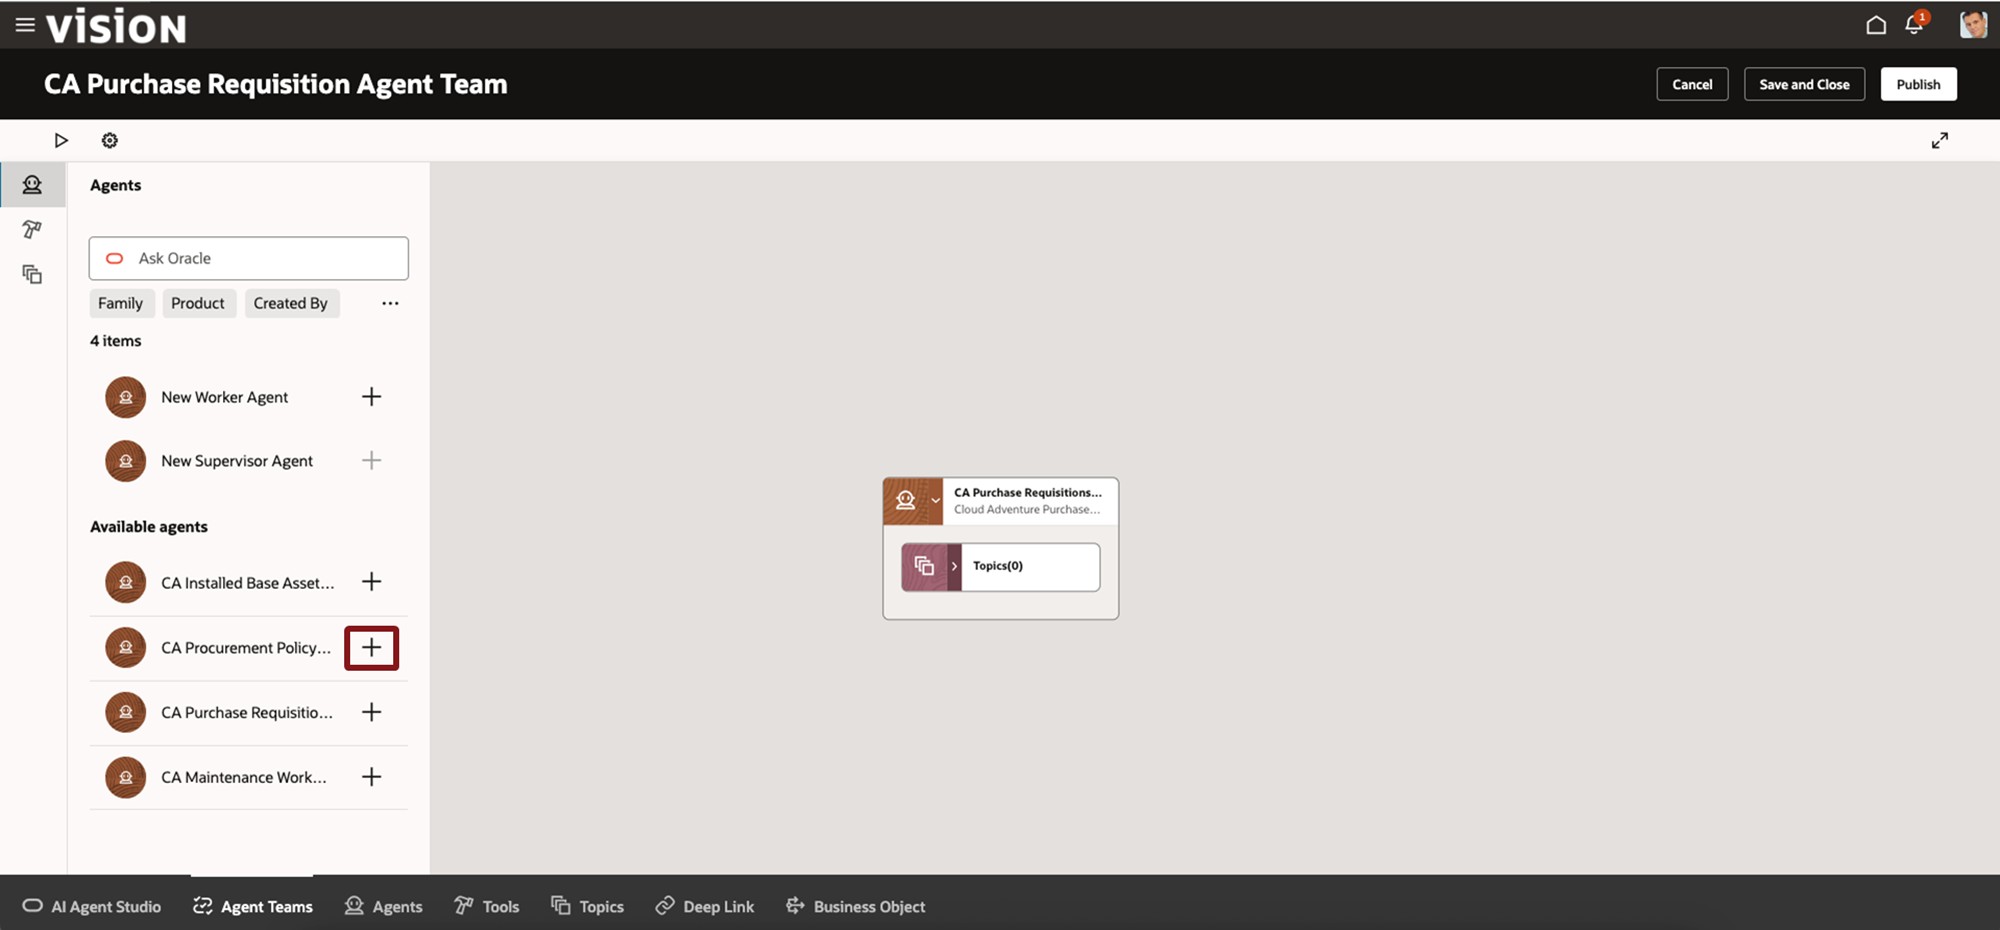 vision
1
CA Purchase Requisition Agent Team
Cancel
Save and Close
Publish
Agents
Ask Oracle
Family
Product
Created By
...
4 items
New Worker Agent
New Supervisor Agent
Available agents
CA Installed Base Asset...
CA Procurement Policy...
CA Purchase Requisitio...
CA Maintenance Work...
CA Purchase Requisitions...
Cloud Adventure Purchase...
Topics(0)
AI Agent Studio
Agent Teams
Agents
Tools
Topics
Deep Link
Business Object